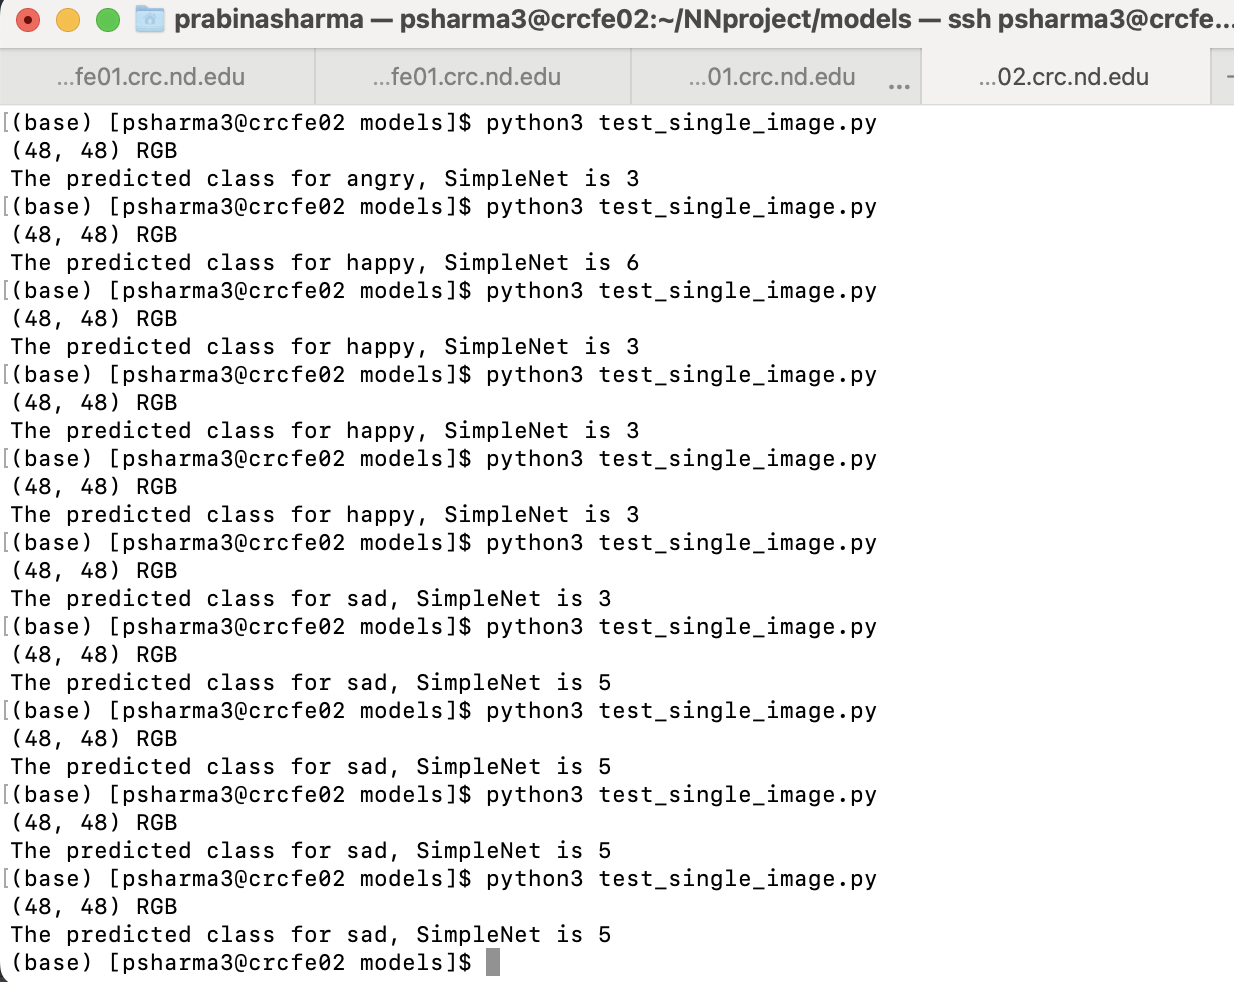 prabinasharma — psharma3@crcfe02:~/NNproject/models — ssh psharma3@crcfe...
...fe01.crc.nd.edu ...fe01.crc.nd.edu ...01.crc.nd.edu ... ...02.crc.nd.edu
[(base) [psharma3@crcfe02 models]$ python3 test_single_image.py
(48, 48) RGB
The predicted class for angry, SimpleNet is 3
[(base) [psharma3@crcfe02 models]$ python3 test_single_image.py
(48, 48) RGB
The predicted class for happy, SimpleNet is 6
[(base) [psharma3@crcfe02 models]$ python3 test_single_image.py
(48, 48) RGB
The predicted class for happy, SimpleNet is 3
[(base) [psharma3@crcfe02 models]$ python3 test_single_image.py
(48, 48) RGB
The predicted class for happy, SimpleNet is 3
[(base) [psharma3@crcfe02 models]$ python3 test_single_image.py
(48, 48) RGB
The predicted class for happy, SimpleNet is 3
[(base) [psharma3@crcfe02 models]$ python3 test_single_image.py
(48, 48) RGB
The predicted class for sad, SimpleNet is 3
[(base) [psharma3@crcfe02 models]$ python3 test_single_image.py
(48, 48) RGB
The predicted class for sad, SimpleNet is 5
[(base) [psharma3@crcfe02 models]$ python3 test_single_image.py
(48, 48) RGB
The predicted class for sad, SimpleNet is 5
[(base) [psharma3@crcfe02 models]$ python3 test_single_image.py
(48, 48) RGB
The predicted class for sad, SimpleNet is 5
[(base) [psharma3@crcfe02 models]$ python3 test_single_image.py
(48, 48) RGB
The predicted class for sad, SimpleNet is 5
(base) [psharma3@crcfe02 models]$